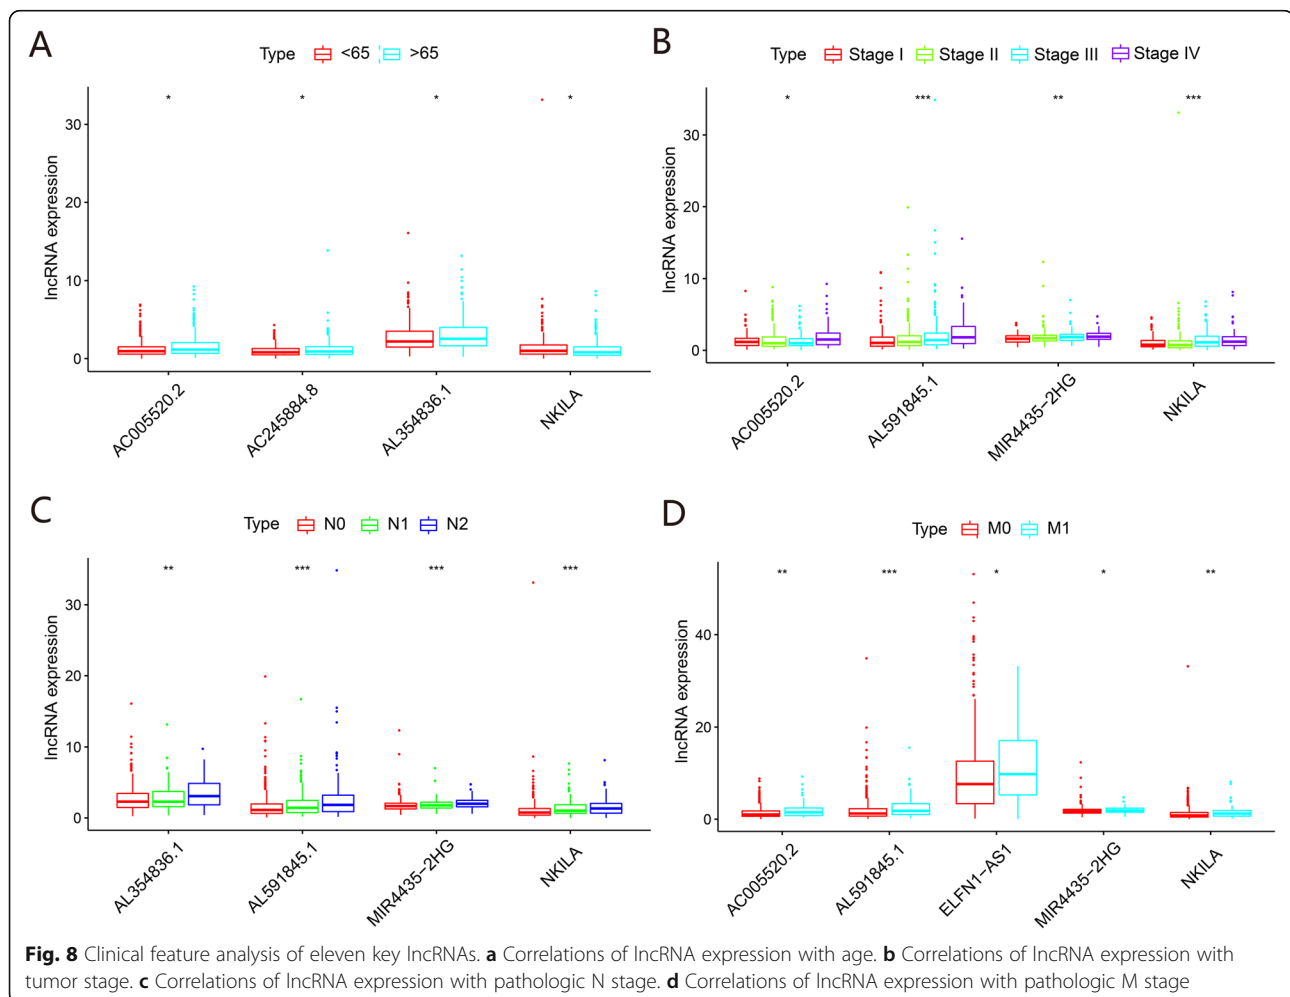 A
Type <65 >65
* * * *
lncRNA expression
30
20
10
0
AC005520.2
AC245884.8
AL354836.1
NKILA
B
Type Stage I Stage II Stage III Stage IV
* *** ** ***
lncRNA expression
30
20
10
0
AC005520.2
AL591845.1
MIR4435−2HG
NKILA
C
Type N0 N1 N2
** *** *** ***
lncRNA expression
30
20
10
0
AL354836.1
AL591845.1
MIR4435−2HG
NKILA
D
Type M0 M1
** *** * * **
lncRNA expression
40
20
0
AC005520.2
AL591845.1
ELFN1−AS1
MIR4435−2HG
NKILA
Fig. 8 Clinical feature analysis of eleven key lncRNAs. a Correlations of lncRNA expression with age. b Correlations of lncRNA expression with
tumor stage. c Correlations of lncRNA expression with pathologic N stage. d Correlations of lncRNA expression with pathologic M stage